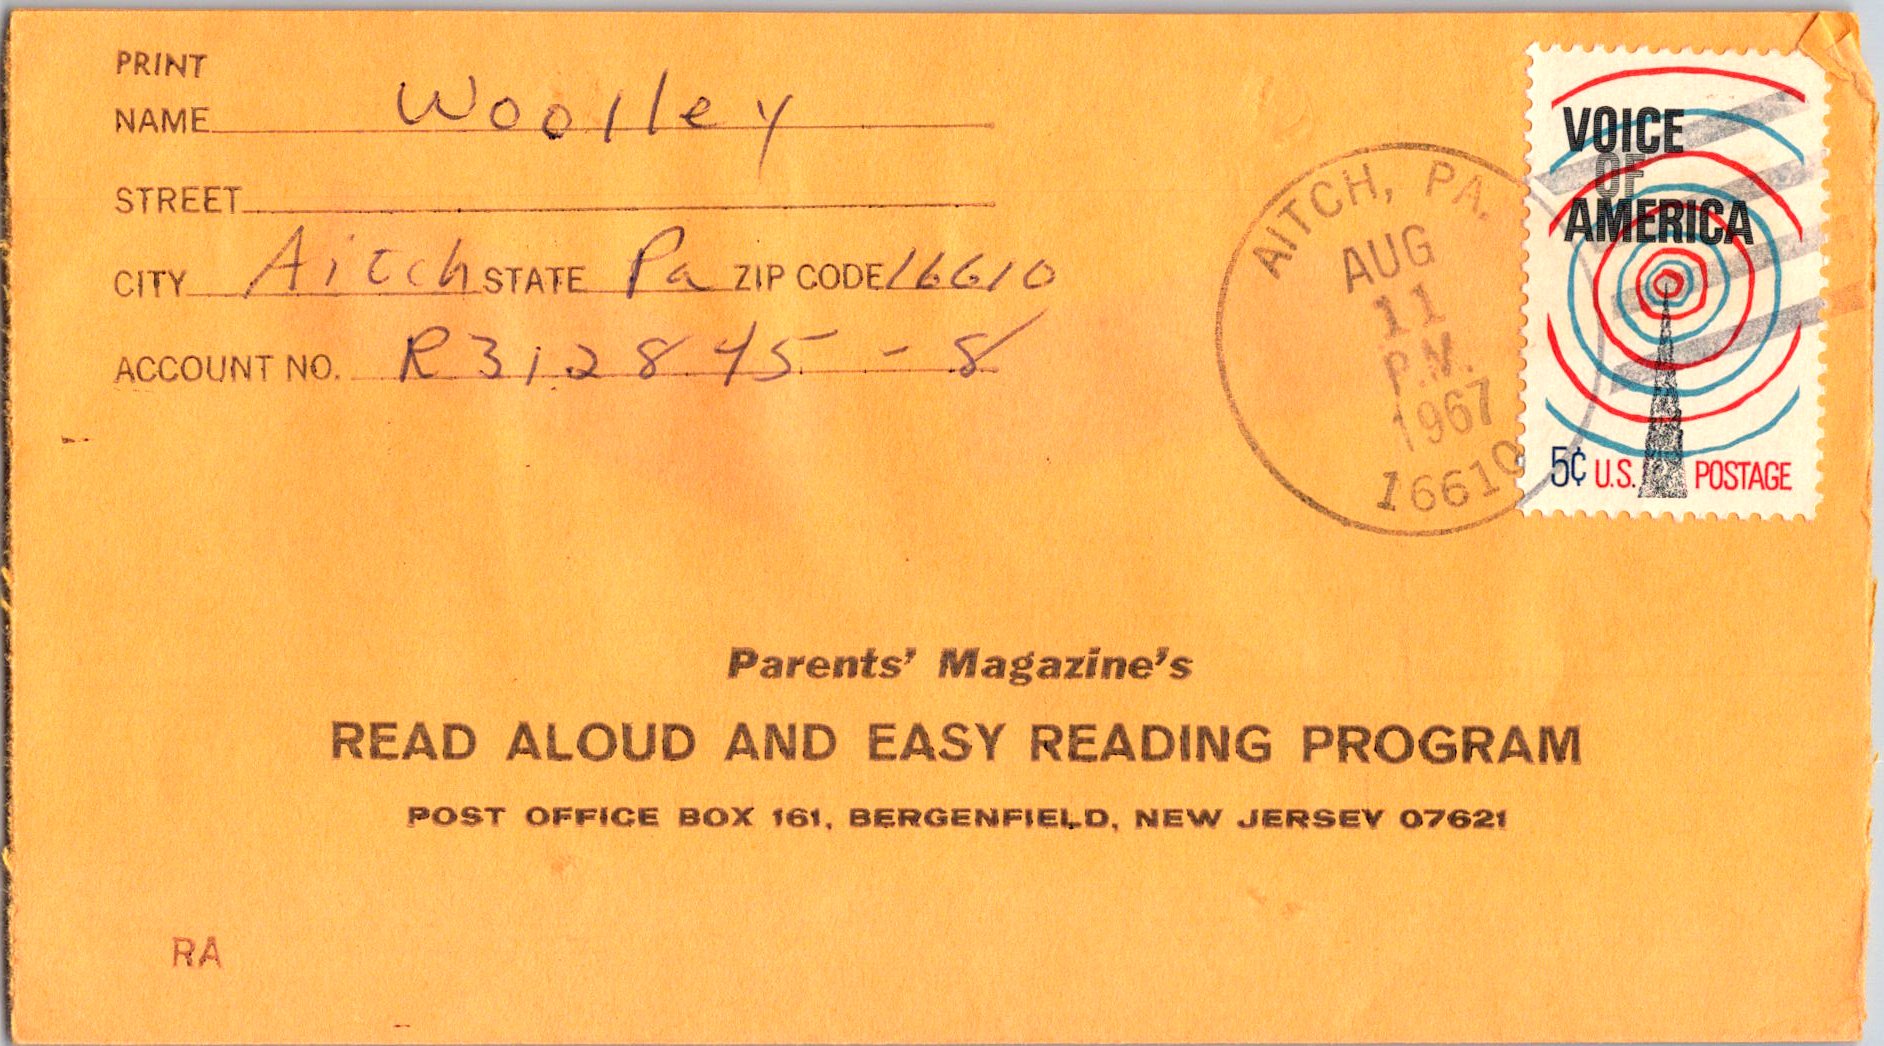 PRINT
NAME Woolley
STREET
CITY Aitch STATE Pa ZIP CODE 16610
ACCOUNT NO. R312845-8
AITCH, PA.
AUG
11
P.M.
1967
16610
VOICE
OF
AMERICA
5¢ U.S. POSTAGE
Parents' Magazine's
READ ALOUD AND EASY READING PROGRAM
POST OFFICE BOX 161, BERGENFIELD, NEW JERSEY 07621
RA